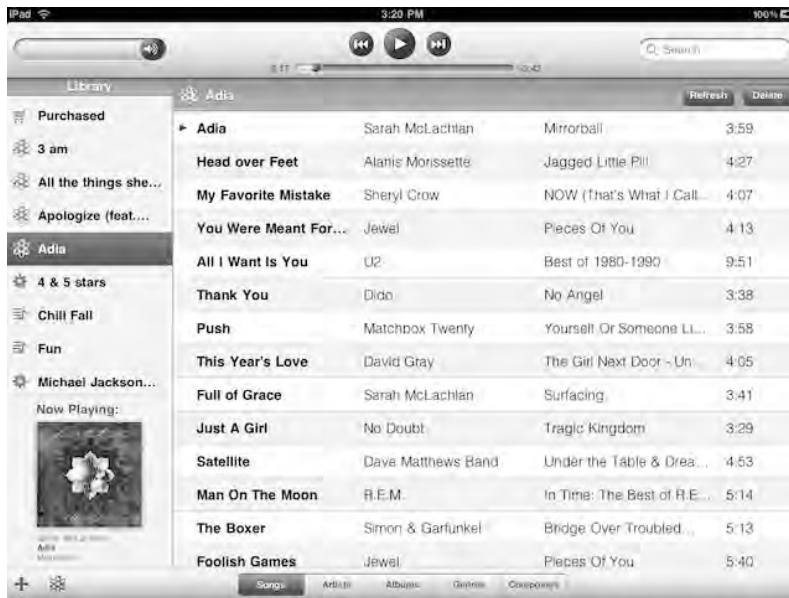 iPad 3:20 PM 100%
Search
Library
Adia Refresh Delete
Purchased
3 am
All the things she...
Apologize (feat....
Adia
4 & 5 stars
Chill Fall
Fun
Michael Jackson...
Now Playing:
Adia
Adia Sarah McLachlan Mirrorball 3:59
Head over Feet Alanis Morissette Jagged Little Pill 4:27
My Favorite Mistake Sheryl Crow NOW (That's What I Call... 4:07
You Were Meant For... Jewel Pieces Of You 4:13
All I Want Is You U2 Best of 1980-1990 9:51
Thank You Dido No Angel 3:38
Push Matchbox Twenty Yourself Or Someone Li... 3:58
This Year's Love David Gray The Girl Next Door - Un... 4:05
Full of Grace Sarah McLachlan Surfacing 3:41
Just A Girl No Doubt Tragic Kingdom 3:29
Satellite Dave Matthews Band Under the Table & Drea... 4:53
Man On The Moon R.E.M. In Time: The Best of R.E... 5:14
The Boxer Simon & Garfunkel Bridge Over Troubled... 5:13
Foolish Games Jewel Pieces Of You 5:40
Songs Artists Albums Genres Composers